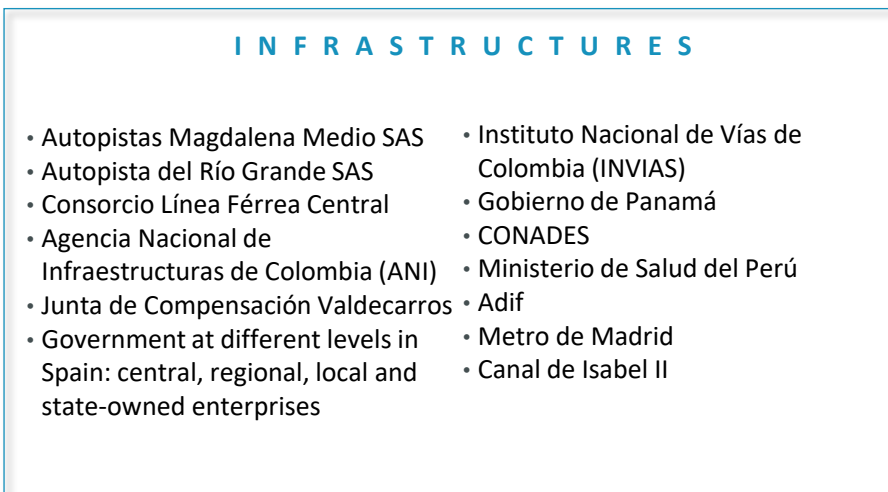 INFRASTRUCTURES
• Autopistas Magdalena Medio SAS
• Autopista del Río Grande SAS
• Consorcio Línea Férrea Central
• Agencia Nacional de
Infraestructuras de Colombia (ANI)
• Junta de Compensación Valdecarros
• Government at different levels in
Spain: central, regional, local and
state-owned enterprises
• Instituto Nacional de Vías de
Colombia (INVIAS)
• Gobierno de Panamá
• CONADES
• Ministerio de Salud del Perú
• Adif
• Metro de Madrid
• Canal de Isabel II